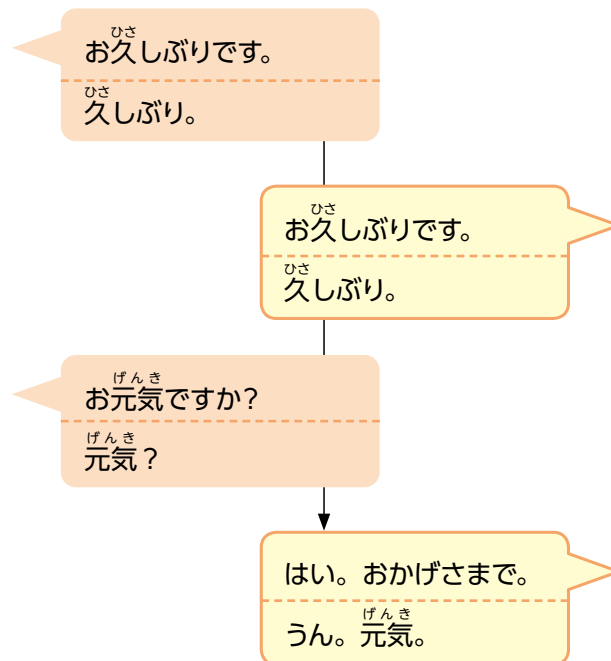 お久しぶりです。
久しぶり。
お久しぶりです。
久しぶり。
お元気ですか？
元気？
はい。おかげさまで。
うん。元気。